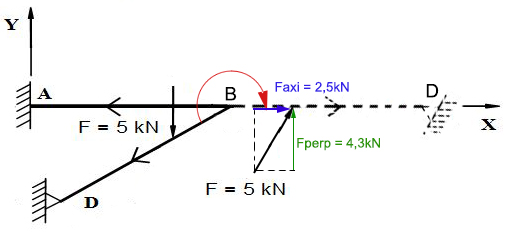 Y
A
B
D
Faxi = 2,5kN
F = 5 kN
X
Fperp = 4,3kN
F = 5 kN
D